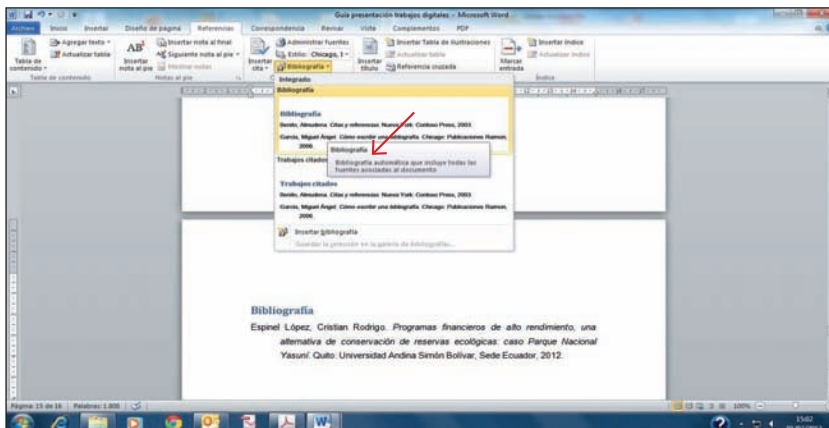 Guía presentación trabajos digitales - Microsoft Word
Archivo Inicio Insertar Diseño de página Referencias Correspondencia Revisar Vista Complementos PDF
Tabla de contenido
Agregar texto
Actualizar tabla
Tabla de contenido
AB¹
Insertar nota al pie
Insertar nota al final
Siguiente nota al pie
Mostrar notas
Notas al pie
Insertar cita
Administrar fuentes
Estilo: Chicago, 1
Bibliografía
Insertar título
Insertar Tabla de ilustraciones
Actualizar tabla
Referencia cruzada
Marcar entrada
Insertar índice
Actualizar índice
Índice
Integrado
Bibliografía
Bibliografía
Benito, Almudena. Citas y referencias. Nueva York: Contoso Press, 2003.
García, Miguel Ángel. Cómo escribir una bibliografía. Chicago: Publicaciones Ramon,
2006.
Bibliografía
Bibliografía automática que incluye todas las
fuentes asociadas al documento
Trabajos citados
Trabajos citados
Benito, Almudena. Citas y referencias. Nueva York: Contoso Press, 2003.
García, Miguel Ángel. Cómo escribir una bibliografía. Chicago: Publicaciones Ramon,
2006.
Insertar bibliografía
Guardar la selección en la galería de bibliografías...
Bibliografía
Espinel López, Cristian Rodrigo. Programas financieros de alto rendimiento, una
alternativa de conservación de reservas ecológicas: caso Parque Nacional
Yasuní. Quito: Universidad Andina Simón Bolívar, Sede Ecuador, 2012.
Página: 15 de 16 Palabras: 1.806 100%
15:02